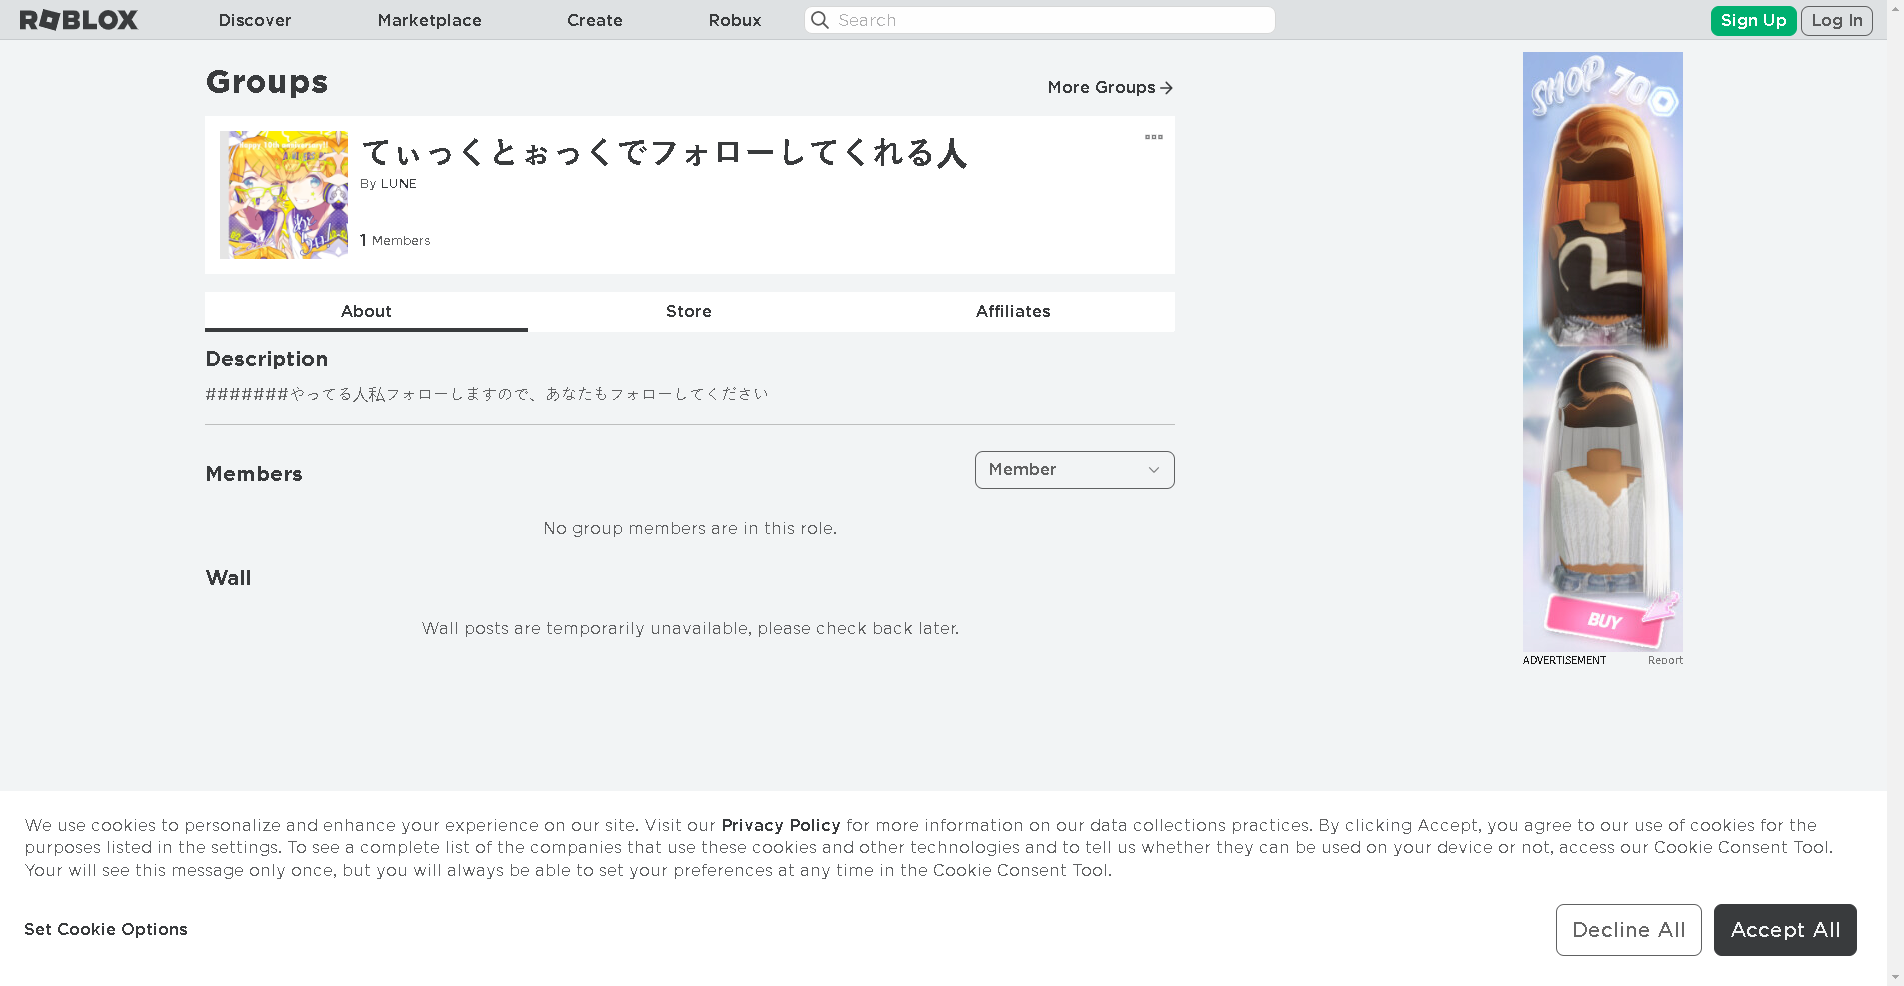 ROBLOX
Discover
Marketplace
Create
Robux
Search
Sign Up
Log In
Groups
More Groups
Happy 10th anniversary!!
てぃっくとぉっくでフォローしてくれる人
By LUNE
1 Members
About
Store
Affiliates
Description
#######やってる人私フォローしますので、あなたもフォローしてください
Members
Member
No group members are in this role.
Wall
Wall posts are temporarily unavailable, please check back later.
SHOP 70
BUY
ADVERTISEMENT
Report
We use cookies to personalize and enhance your experience on our site. Visit our Privacy Policy for more information on our data collections practices. By clicking Accept, you agree to our use of cookies for the
purposes listed in the settings. To see a complete list of the companies that use these cookies and other technologies and to tell us whether they can be used on your device or not, access our Cookie Consent Tool.
Your will see this message only once, but you will always be able to set your preferences at any time in the Cookie Consent Tool.
Set Cookie Options
Decline All
Accept All